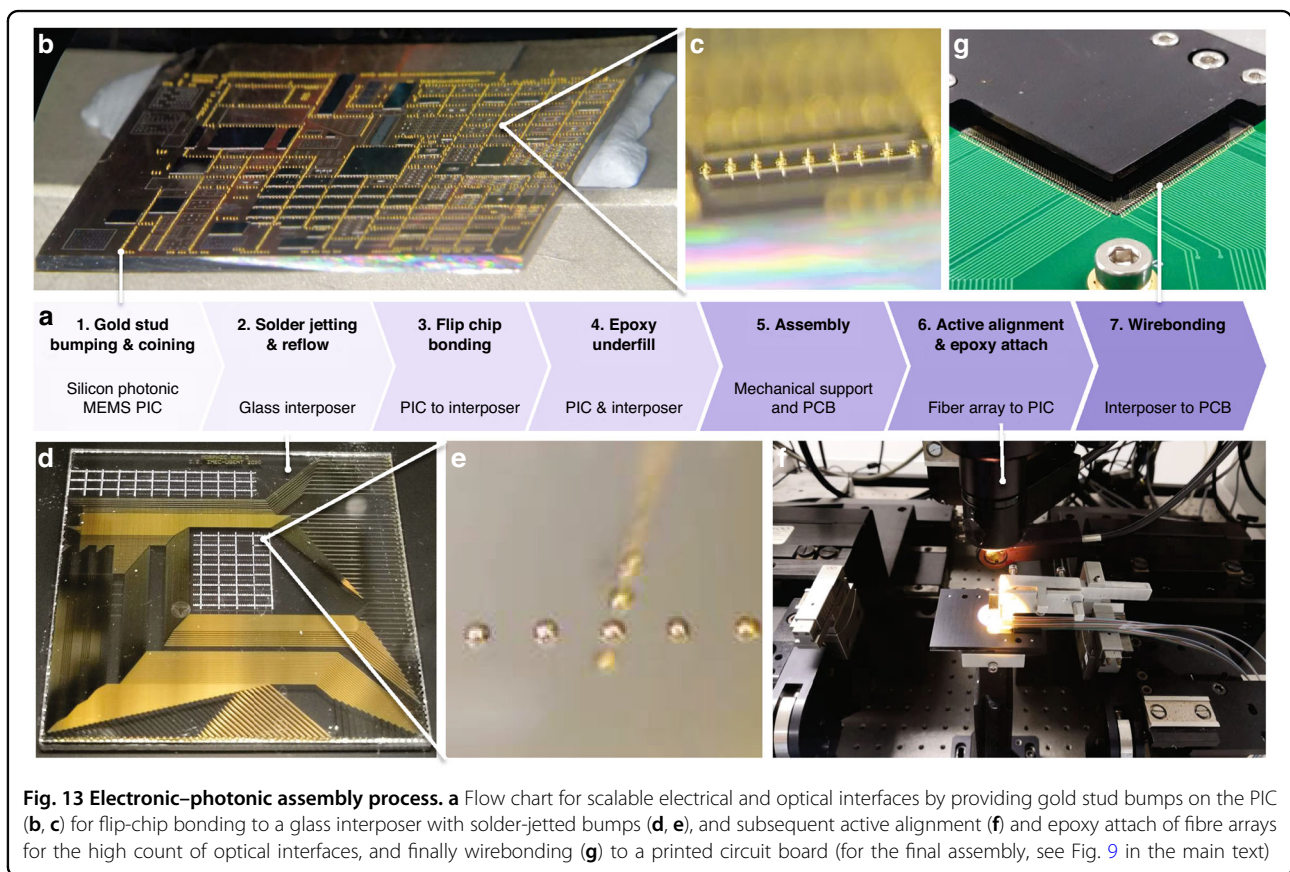 b
c
g
a
1. Gold stud
bumping & coining
Silicon photonic
MEMS PIC
2. Solder jetting
& reflow
Glass interposer
3. Flip chip
bonding
PIC to interposer
4. Epoxy
underfill
PIC & interposer
5. Assembly
Mechanical support
and PCB
6. Active alignment
& epoxy attach
Fiber array to PIC
7. Wirebonding
Interposer to PCB
d
e
f
Fig. 13 Electronic–photonic assembly process. a Flow chart for scalable electrical and optical interfaces by providing gold stud bumps on the PIC
(b, c) for flip-chip bonding to a glass interposer with solder-jetted bumps (d, e), and subsequent active alignment (f) and epoxy attach of fibre arrays
for the high count of optical interfaces, and finally wirebonding (g) to a printed circuit board (for the final assembly, see Fig. 9 in the main text)